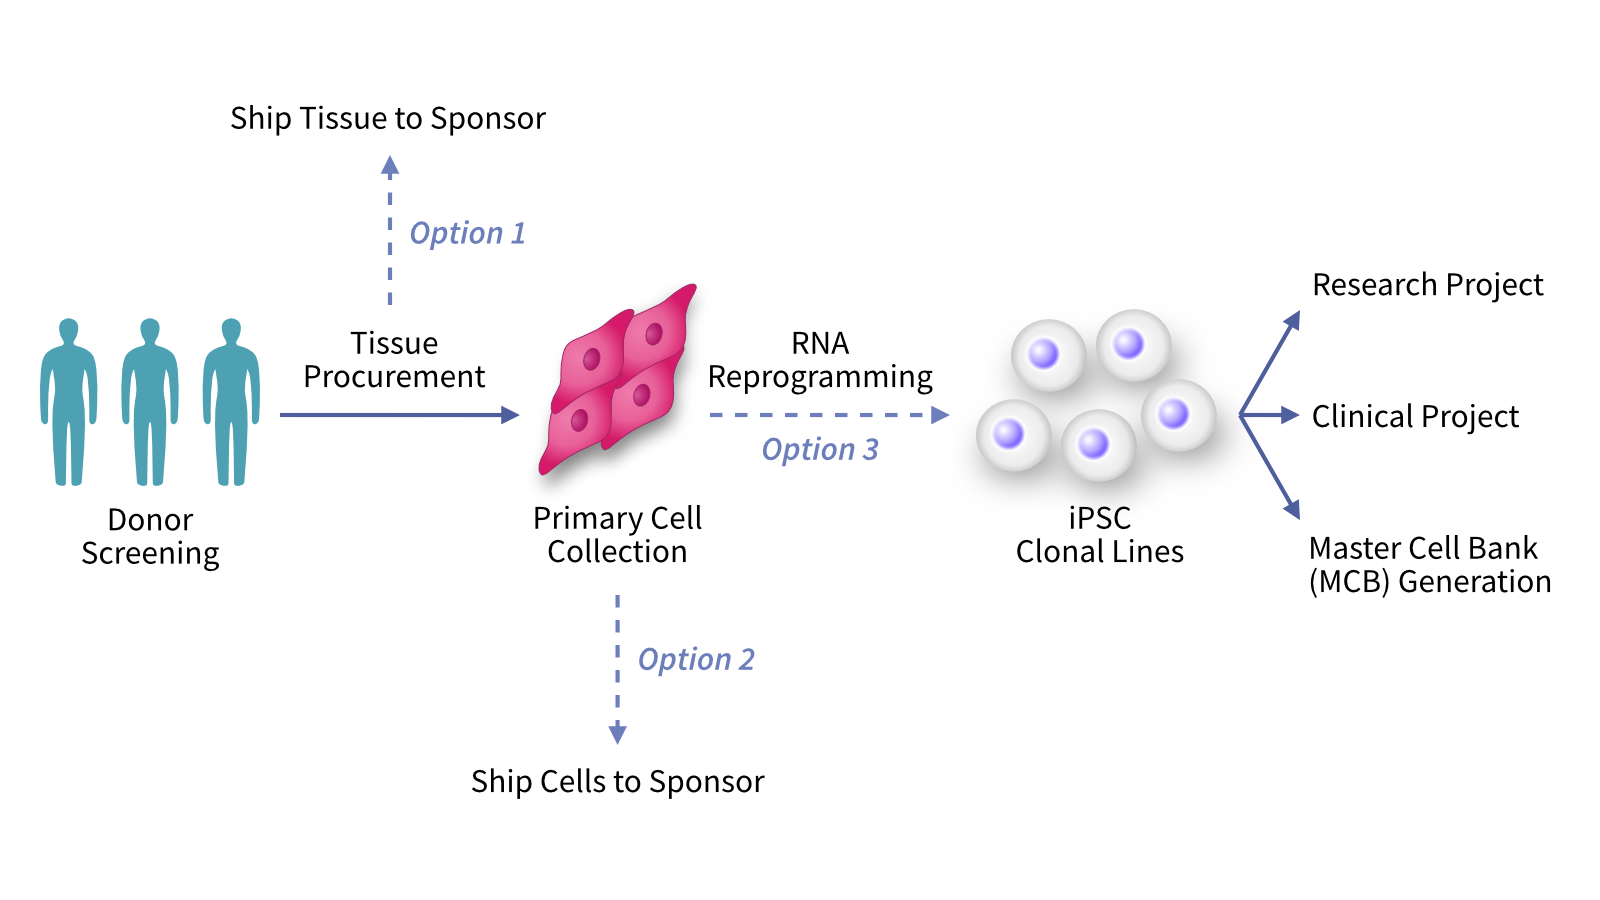 Ship Tissue to Sponsor
Option 1
Tissue
Procurement
Donor
Screening
Primary Cell
Collection
RNA
Reprogramming
Option 3
iPSC
Clonal Lines
Research Project
Clinical Project
Master Cell Bank
(MCB) Generation
Option 2
Ship Cells to Sponsor